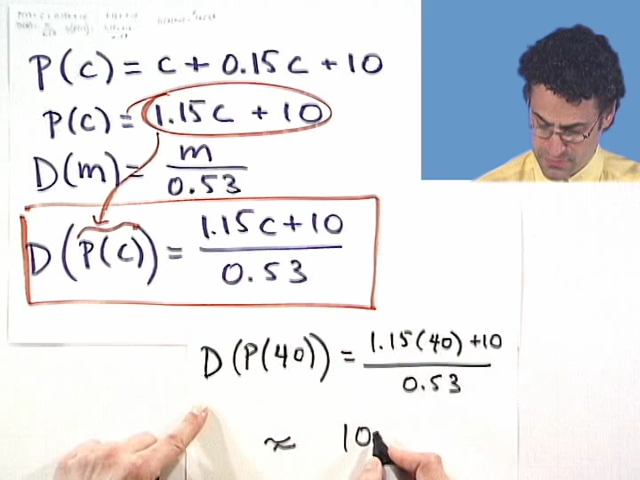 P(c) = c + 0.15c + 10
P(c) = 1.15c + 10
D(m) = m/0.53
D(P(c)) = 1.15c+10/0.53
D(P(40)) = 1.15(40)+10/0.53
≈ 10